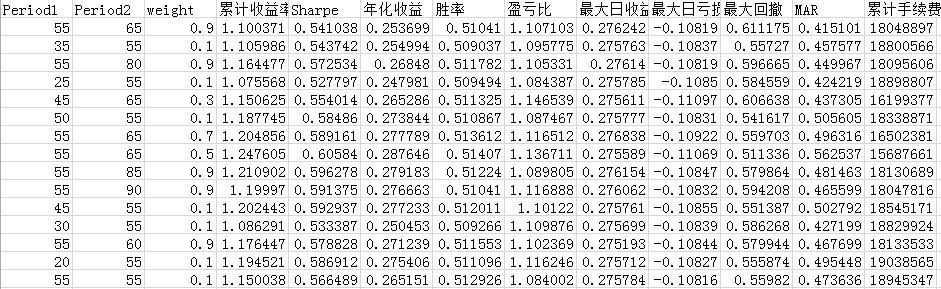 Period1 Period2 weight 累计收益率 Sharpe 年化收益 胜率 盈亏比 最大日收益 最大日亏损 最大回撤 MAR 累计手续费
55 65 0.9 1.100371 0.541038 0.253699 0.51041 1.107103 0.276242 -0.10819 0.611175 0.415101 18048897
35 55 0.1 1.105986 0.543742 0.254994 0.509037 1.095775 0.275763 -0.10837 0.55727 0.457577 18800566
55 80 0.9 1.164477 0.572534 0.26848 0.511782 1.105331 0.27614 -0.10819 0.596665 0.449967 18095606
25 55 0.1 1.075568 0.527797 0.247981 0.509494 1.084387 0.275785 -0.1085 0.584559 0.424219 18898807
45 65 0.3 1.150625 0.554014 0.265286 0.511325 1.146539 0.275611 -0.11097 0.606638 0.437305 16199377
50 55 0.1 1.187745 0.58486 0.273844 0.510867 1.087467 0.275777 -0.10831 0.541617 0.505605 18338871
55 65 0.7 1.204856 0.589161 0.277789 0.513612 1.116512 0.276838 -0.10922 0.559703 0.496316 16502381
55 65 0.5 1.247605 0.60584 0.287646 0.51407 1.136711 0.275589 -0.11069 0.511336 0.562537 15687661
55 85 0.9 1.210902 0.596278 0.279183 0.51224 1.089805 0.276154 -0.10847 0.579864 0.481463 18130689
55 90 0.9 1.19997 0.591375 0.276663 0.51041 1.116888 0.276062 -0.10832 0.594208 0.465599 18047816
45 55 0.1 1.202443 0.592937 0.277233 0.512011 1.10122 0.275761 -0.10855 0.551387 0.502792 18545171
30 55 0.1 1.086291 0.533387 0.250453 0.509266 1.109876 0.275699 -0.10839 0.586268 0.427199 18829924
55 60 0.9 1.176447 0.578828 0.271239 0.511553 1.102369 0.275193 -0.10844 0.579944 0.467699 18133533
20 55 0.1 1.194521 0.586912 0.275406 0.511096 1.116246 0.275712 -0.10827 0.555874 0.495448 19038565
55 55 0.1 1.150038 0.566489 0.265151 0.512926 1.084002 0.275784 -0.10816 0.55982 0.473636 18945347